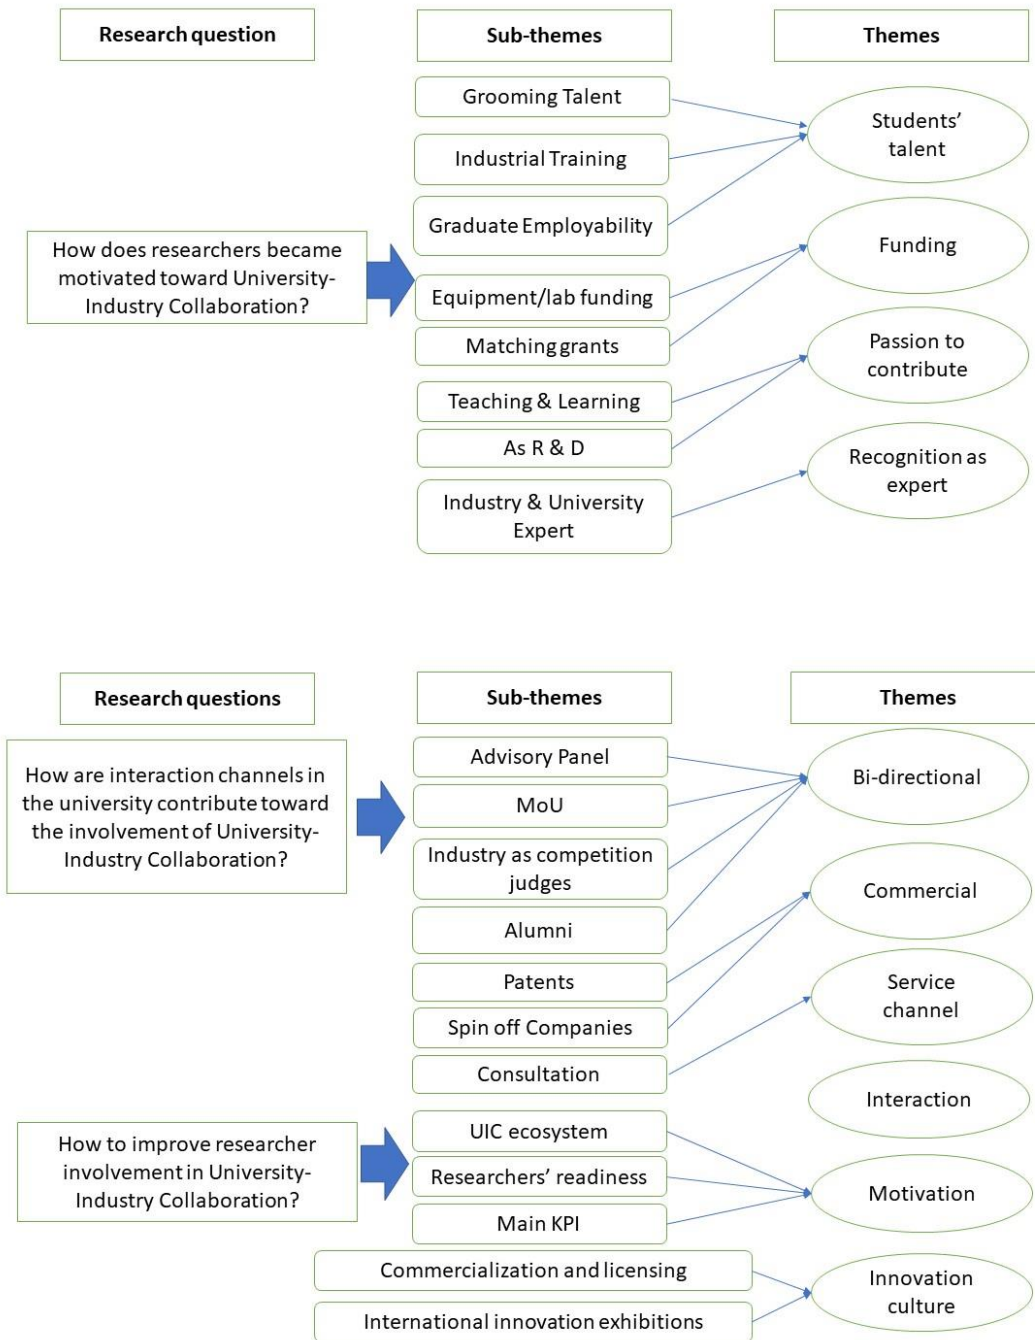 Research question
Sub-themes
Themes
Grooming Talent
Students’
talent
Industrial Training
Graduate Employability
How does researchers became
motivated toward University-
Industry Collaboration?
Funding
Equipment/lab funding
Matching grants
Passion to
contribute
Teaching & Learning
As R & D
Recognition as
expert
Industry & University
Expert
Research questions
Sub-themes
Themes
How are interaction channels in
the university contribute toward
the involvement of University-
Industry Collaboration?
Advisory Panel
Bi-directional
MoU
Industry as competition
judges
Commercial
Alumni
Patents
Service
channel
Spin off Companies
Consultation
Interaction
How to improve researcher
involvement in University-
Industry Collaboration?
UIC ecosystem
Researchers’ readiness
Motivation
Main KPI
Commercialization and licensing
Innovation
culture
International innovation exhibitions